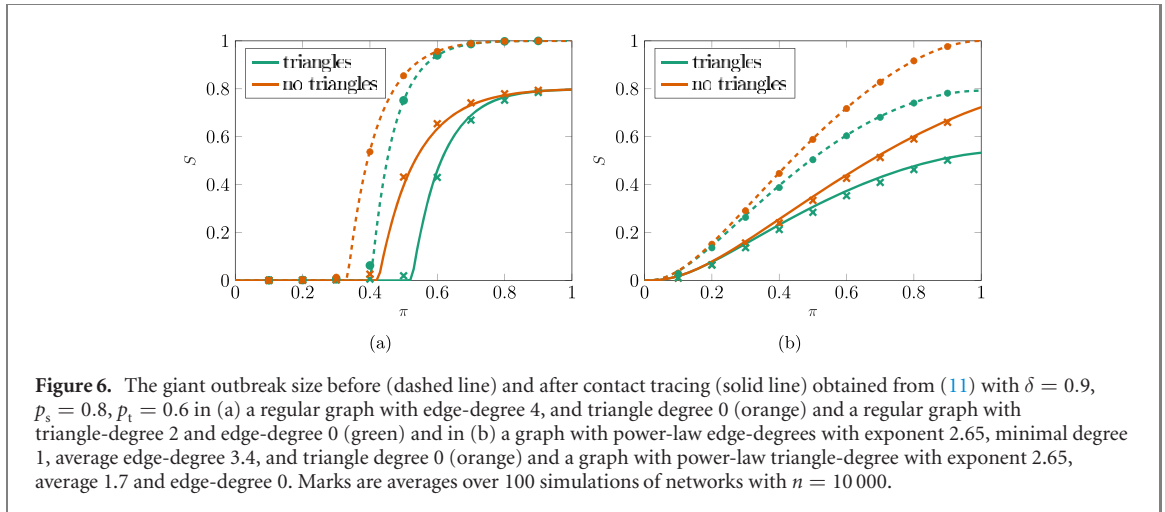 1
0.8
0.6
0.4
0.2
0
S
triangles
no triangles
0 0.2 0.4 0.6 0.8 1
π
(a)
1
0.8
0.6
0.4
0.2
0
S
triangles
no triangles
0 0.2 0.4 0.6 0.8 1
π
(b)
Figure 6. The giant outbreak size before (dashed line) and after contact tracing (solid line) obtained from (11) with δ = 0.9,
pₛ = 0.8, pₜ = 0.6 in (a) a regular graph with edge-degree 4, and triangle degree 0 (orange) and a regular graph with
triangle-degree 2 and edge-degree 0 (green) and in (b) a graph with power-law edge-degrees with exponent 2.65, minimal degree
1, average edge-degree 3.4, and triangle degree 0 (orange) and a graph with power-law triangle-degree with exponent 2.65,
average 1.7 and edge-degree 0. Marks are averages over 100 simulations of networks with n = 10 000.